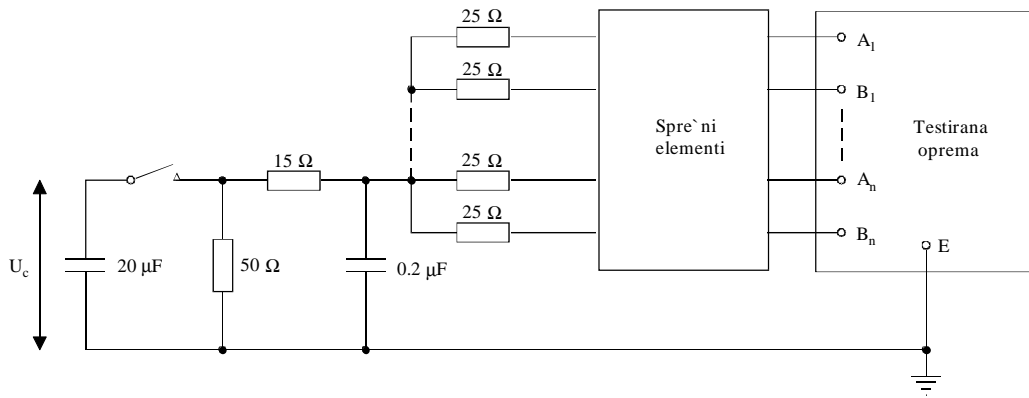 25 Ω
A1
25 Ω
B1
Spre`ni
elementi
Testirana
oprema
15 Ω
25 Ω
An
25 Ω
Bn
E
Uc
20 µF
50 Ω
0.2 µF